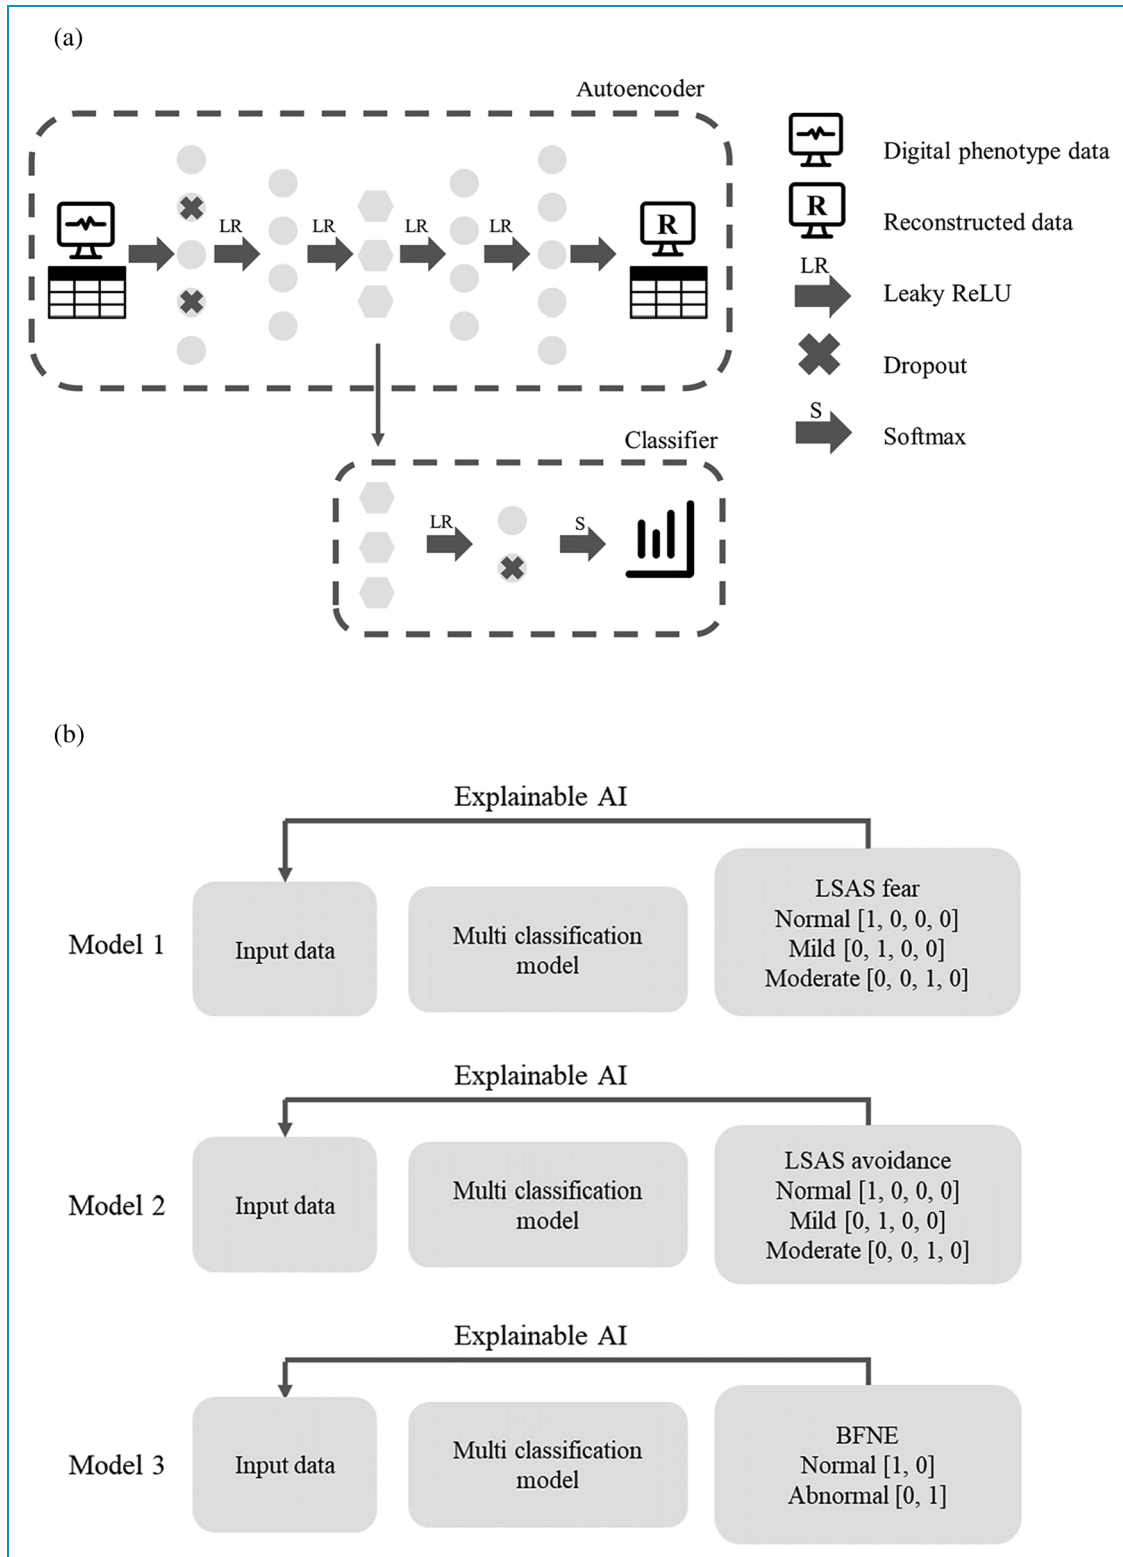 (a)
Autoencoder
LR
LR
LR
LR
R
Digital phenotype data
R
Reconstructed data
LR
Leaky ReLU
Dropout
S
Softmax
Classifier
LR
S
(b)
Explainable AI
Model 1
Input data
Multi classification
model
LSAS fear
Normal [1, 0, 0, 0]
Mild [0, 1, 0, 0]
Moderate [0, 0, 1, 0]
Explainable AI
Model 2
Input data
Multi classification
model
LSAS avoidance
Normal [1, 0, 0, 0]
Mild [0, 1, 0, 0]
Moderate [0, 0, 1, 0]
Explainable AI
Model 3
Input data
Multi classification
model
BFNE
Normal [1, 0]
Abnormal [0, 1]